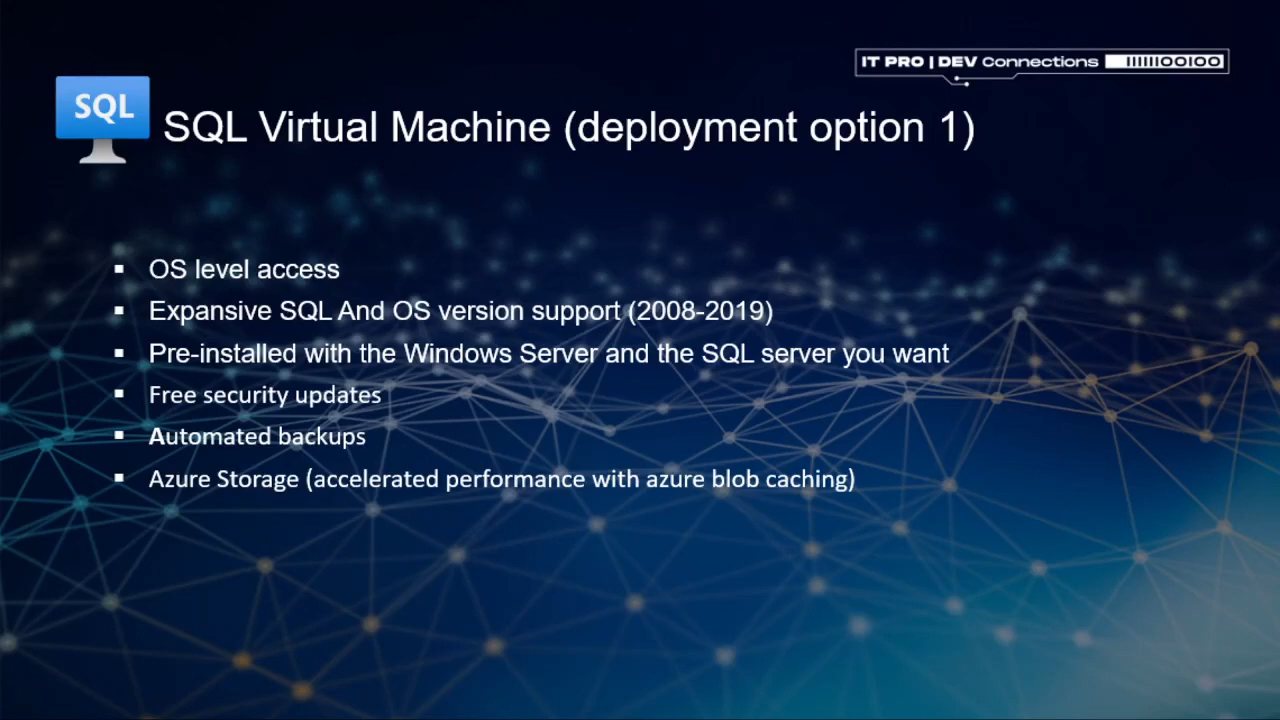 IT PRO | DEV Connections IIIIIIOOIOO
SQL
SQL Virtual Machine (deployment option 1)
▪ OS level access
▪ Expansive SQL And OS version support (2008-2019)
▪ Pre-installed with the Windows Server and the SQL server you want
▪ Free security updates
▪ Automated backups
▪ Azure Storage (accelerated performance with azure blob caching)